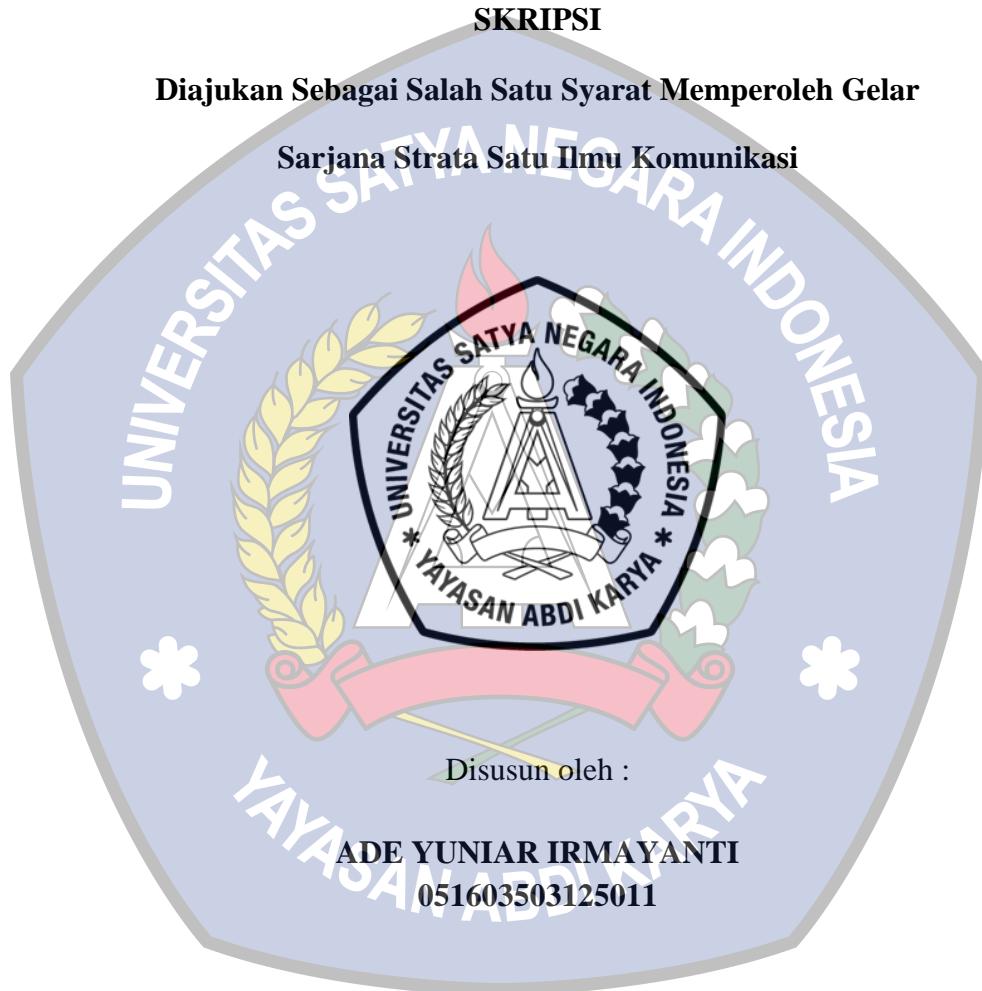 SKRIPSI
Diajukan Sebagai Salah Satu Syarat Memperoleh Gelar
Sarjana Strata Satu Ilmu Komunikasi
UNIVERSITAS SATYA NEGARA INDONESIA
YAYASAN ABDI KARYA
UNIVERSITAS SATYA NEGARA INDONESIA
* YAYASAN ABDI KARYA *
Disusun oleh :
ADE YUNIAR IRMAYANTI
051603503125011